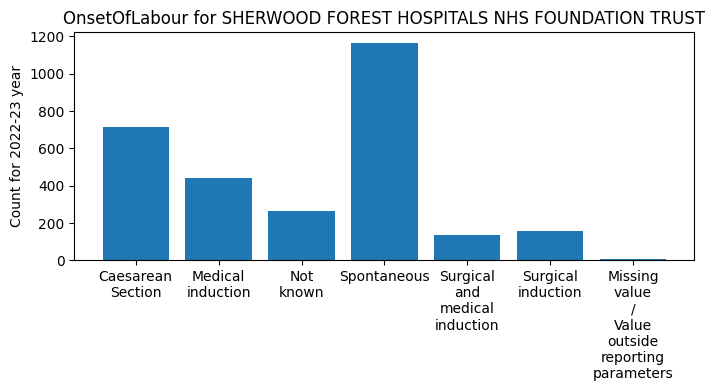 OnsetOfLabour for SHERWOOD FOREST HOSPITALS NHS FOUNDATION TRUST
Count for 2022-23 year
1200
1000
800
600
400
200
0
Caesarean
Section
Medical
induction
Not
known
Spontaneous
Surgical
and
medical
induction
Surgical
induction
Missing
value
/
Value
outside
reporting
parameters